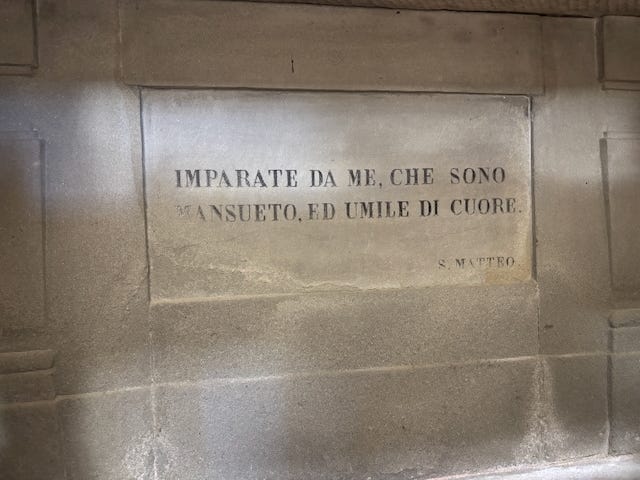 IMPARATE DA ME, CHE SONO
MANSUETO, ED UMILE DI CUORE.
S. MATTEO